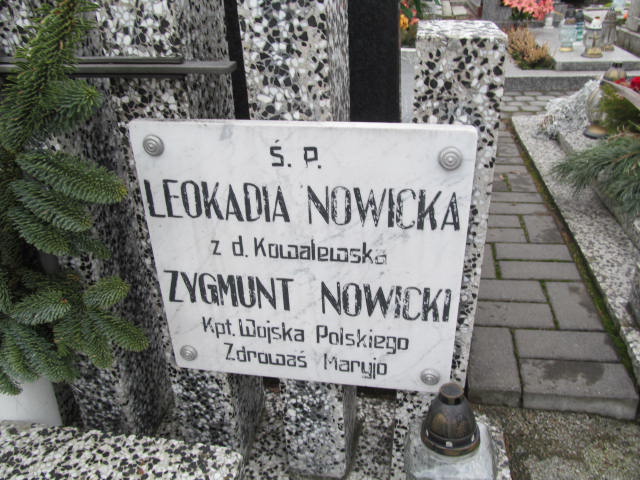 Ś. P.
LEOKADIA NOWICKA
z d. Kowalewska
ZYGMUNT NOWICKI
Kpt. Wojska Polskiego
Zdrowaś Maryjo